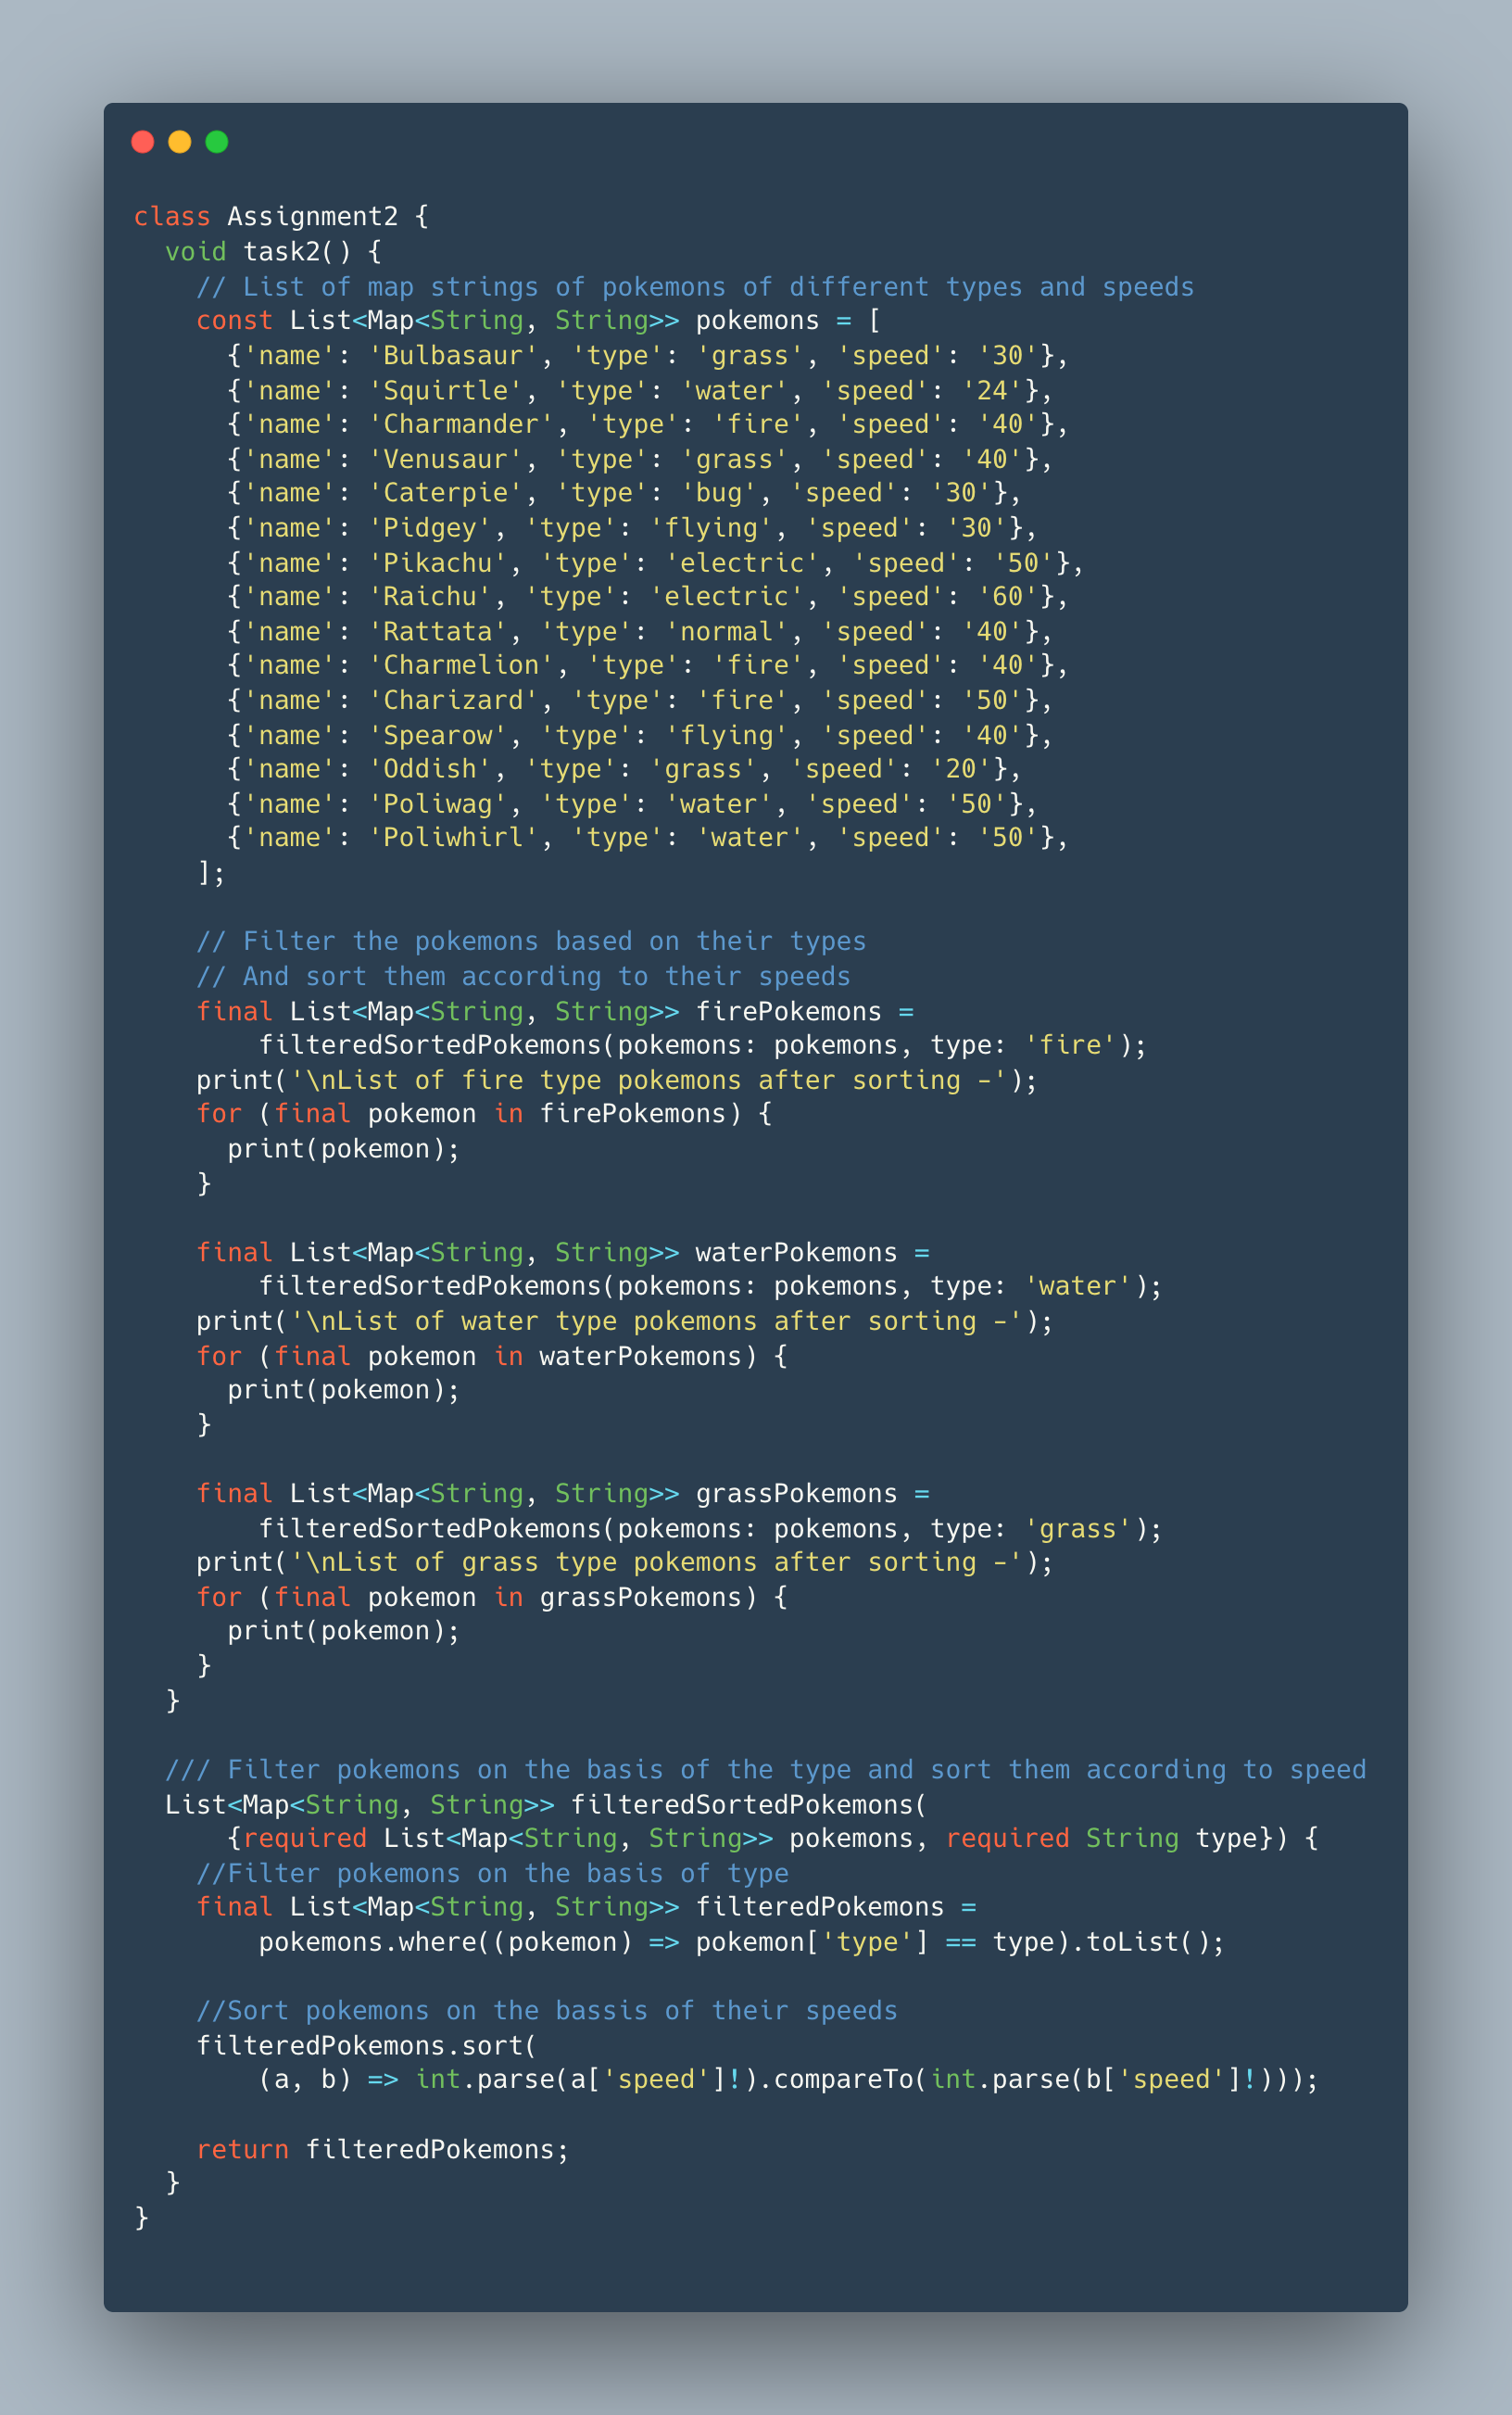 class Assignment2 {
  void task2() {
    // List of map strings of pokemons of different types and speeds
    const List<Map<String, String>> pokemons = [
      {'name': 'Bulbasaur', 'type': 'grass', 'speed': '30'},
      {'name': 'Squirtle', 'type': 'water', 'speed': '24'},
      {'name': 'Charmander', 'type': 'fire', 'speed': '40'},
      {'name': 'Venusaur', 'type': 'grass', 'speed': '40'},
      {'name': 'Caterpie', 'type': 'bug', 'speed': '30'},
      {'name': 'Pidgey', 'type': 'flying', 'speed': '30'},
      {'name': 'Pikachu', 'type': 'electric', 'speed': '50'},
      {'name': 'Raichu', 'type': 'electric', 'speed': '60'},
      {'name': 'Rattata', 'type': 'normal', 'speed': '40'},
      {'name': 'Charmelion', 'type': 'fire', 'speed': '40'},
      {'name': 'Charizard', 'type': 'fire', 'speed': '50'},
      {'name': 'Spearow', 'type': 'flying', 'speed': '40'},
      {'name': 'Oddish', 'type': 'grass', 'speed': '20'},
      {'name': 'Poliwag', 'type': 'water', 'speed': '50'},
      {'name': 'Poliwhirl', 'type': 'water', 'speed': '50'},
    ];

    // Filter the pokemons based on their types
    // And sort them according to their speeds
    final List<Map<String, String>> firePokemons =
        filteredSortedPokemons(pokemons: pokemons, type: 'fire');
    print('\nList of fire type pokemons after sorting -');
    for (final pokemon in firePokemons) {
      print(pokemon);
    }

    final List<Map<String, String>> waterPokemons =
        filteredSortedPokemons(pokemons: pokemons, type: 'water');
    print('\nList of water type pokemons after sorting -');
    for (final pokemon in waterPokemons) {
      print(pokemon);
    }

    final List<Map<String, String>> grassPokemons =
        filteredSortedPokemons(pokemons: pokemons, type: 'grass');
    print('\nList of grass type pokemons after sorting -');
    for (final pokemon in grassPokemons) {
      print(pokemon);
    }
  }

  /// Filter pokemons on the basis of the type and sort them according to speed
  List<Map<String, String>> filteredSortedPokemons(
      {required List<Map<String, String>> pokemons, required String type}) {
    //Filter pokemons on the basis of type
    final List<Map<String, String>> filteredPokemons =
        pokemons.where((pokemon) => pokemon['type'] == type).toList();

    //Sort pokemons on the bassis of their speeds
    filteredPokemons.sort(
        (a, b) => int.parse(a['speed']!).compareTo(int.parse(b['speed']!)));

    return filteredPokemons;
  }
}